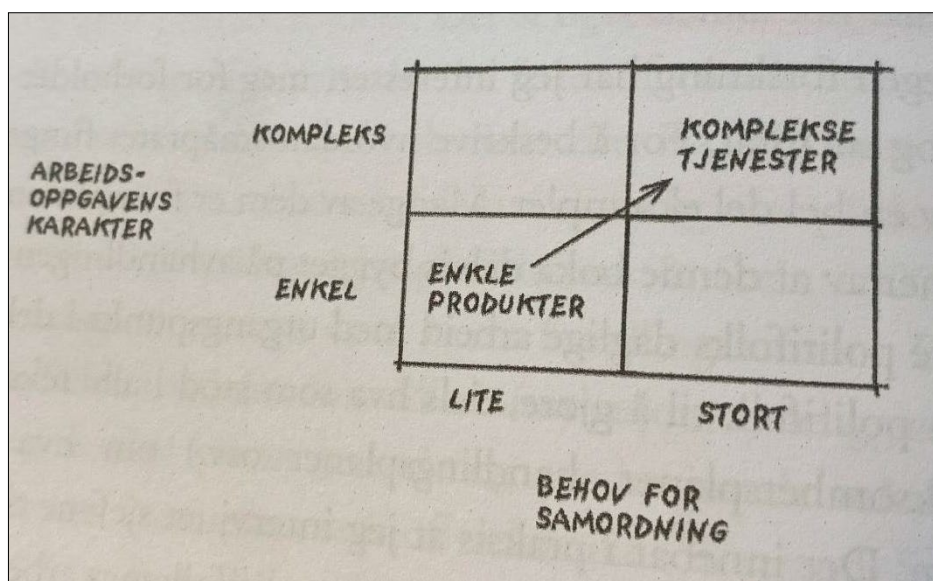 KOMPLEKS
KOMPLEKSE
TJENESTER
ARBEIDS-
OPPGAVENS
KARAKTER
ENKEL
ENKLE
PRODUKTER
LITE
STORT
BEHOV FOR
SAMORDNING